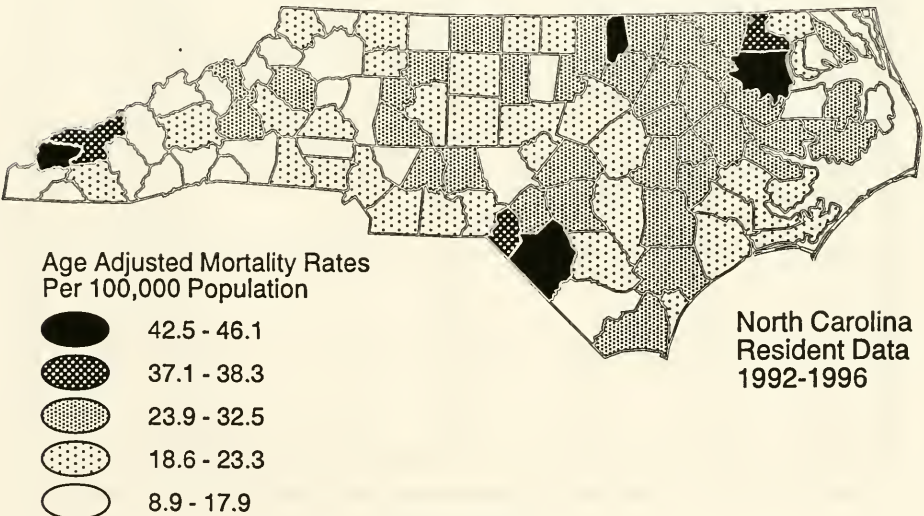 Age Adjusted Mortality Rates
Per 100,000 Population
42.5 - 46.1
37.1 - 38.3
23.9 - 32.5
18.6 - 23.3
8.9 - 17.9
North Carolina
Resident Data
1992-1996